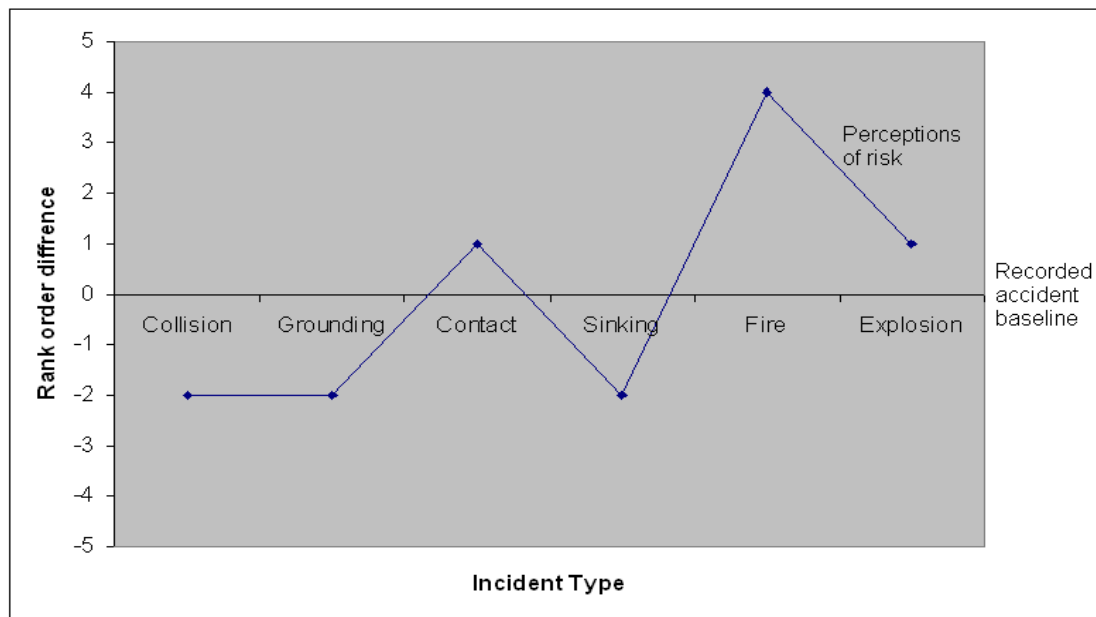 5
4
3
2
1
0
-1
-2
-3
-4
-5
Rank order diffrence
Collision Grounding Contact Sinking Fire Explosion
Perceptions
of risk
Recorded
accident
baseline
Incident Type